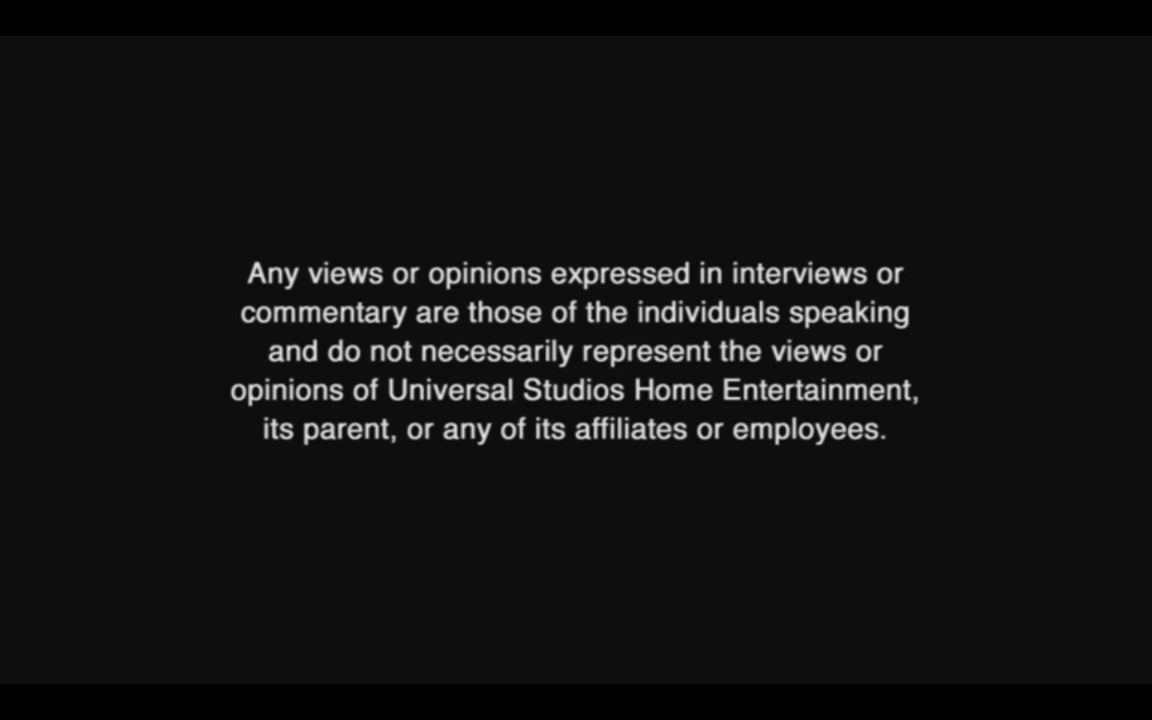 Any views or opinions expressed in interviews or
commentary are those of the individuals speaking
and do not necessarily represent the views or
opinions of Universal Studios Home Entertainment,
its parent, or any of its affiliates or employees.